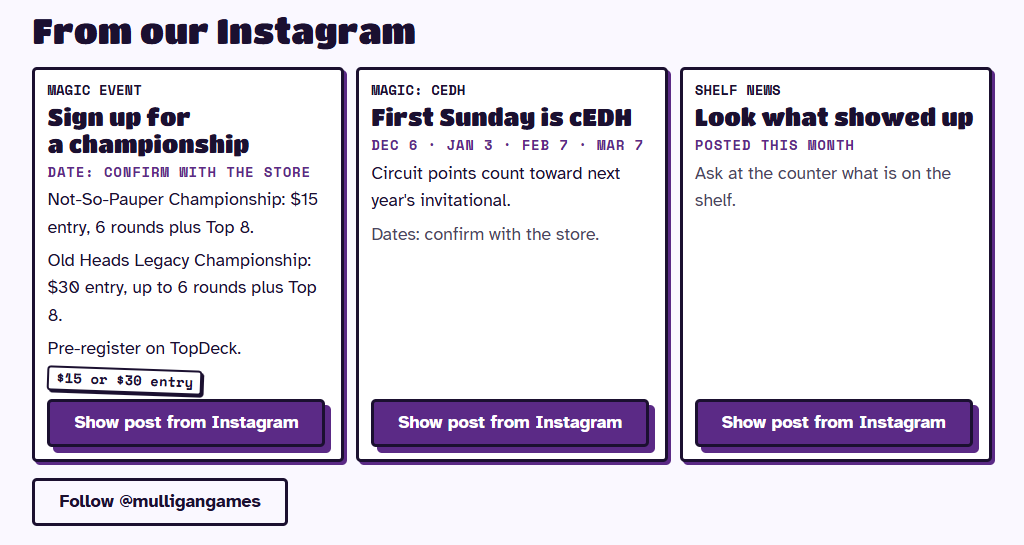 From our Instagram
MAGIC EVENT
Sign up for
a championship
DATE: CONFIRM WITH THE STORE
Not-So-Pauper Championship: $15
entry, 6 rounds plus Top 8.
Old Heads Legacy Championship:
$30 entry, up to 6 rounds plus Top
8.
Pre-register on TopDeck.
$15 or $30 entry
Show post from Instagram
MAGIC: CEDH
First Sunday is cEDH
DEC 6 · JAN 3 · FEB 7 · MAR 7
Circuit points count toward next
year's invitational.
Dates: confirm with the store.
Show post from Instagram
SHELF NEWS
Look what showed up
POSTED THIS MONTH
Ask at the counter what is on the
shelf.
Show post from Instagram
Follow @mulligangames